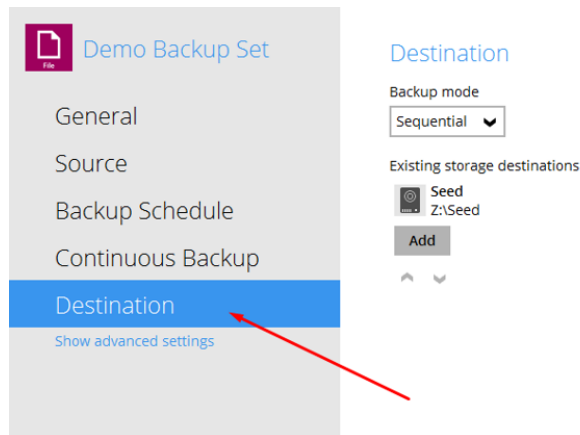 File
Demo Backup Set
General
Source
Backup Schedule
Continuous Backup
Destination
Show advanced settings
Destination
Backup mode
Sequential
Existing storage destinations
Seed
Z:\Seed
Add